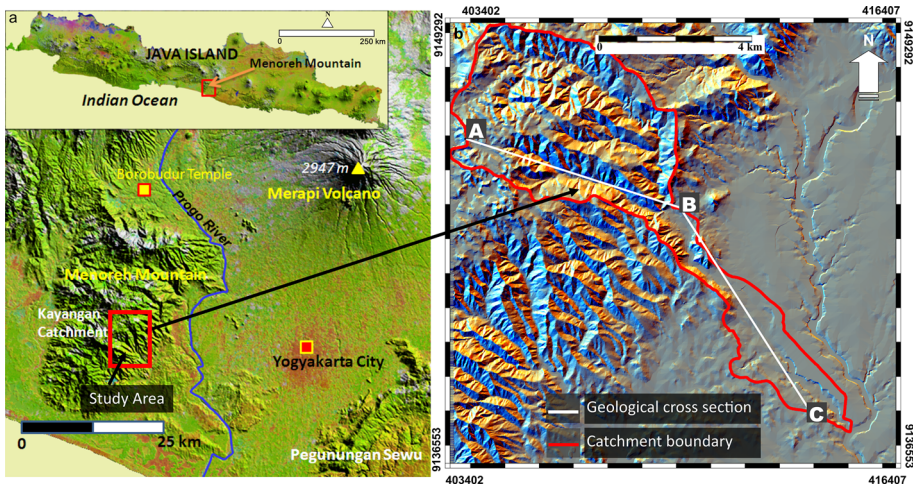 a
N
0 250 km
JAVA ISLAND
Menoreh Mountain
Indian Ocean
2947 m
Borobudur Temple
Merapi Volcano
Progo River
Menoreh Mountain
Kayangan
Catchment
Yogyakarta City
Study Area
0 25 km
Pegunungan Sewu
403402 416407
9149292 9149292
b
0 4 km
N
A
B
C
Geological cross section
Catchment boundary
9136553 9136553
403402 416407